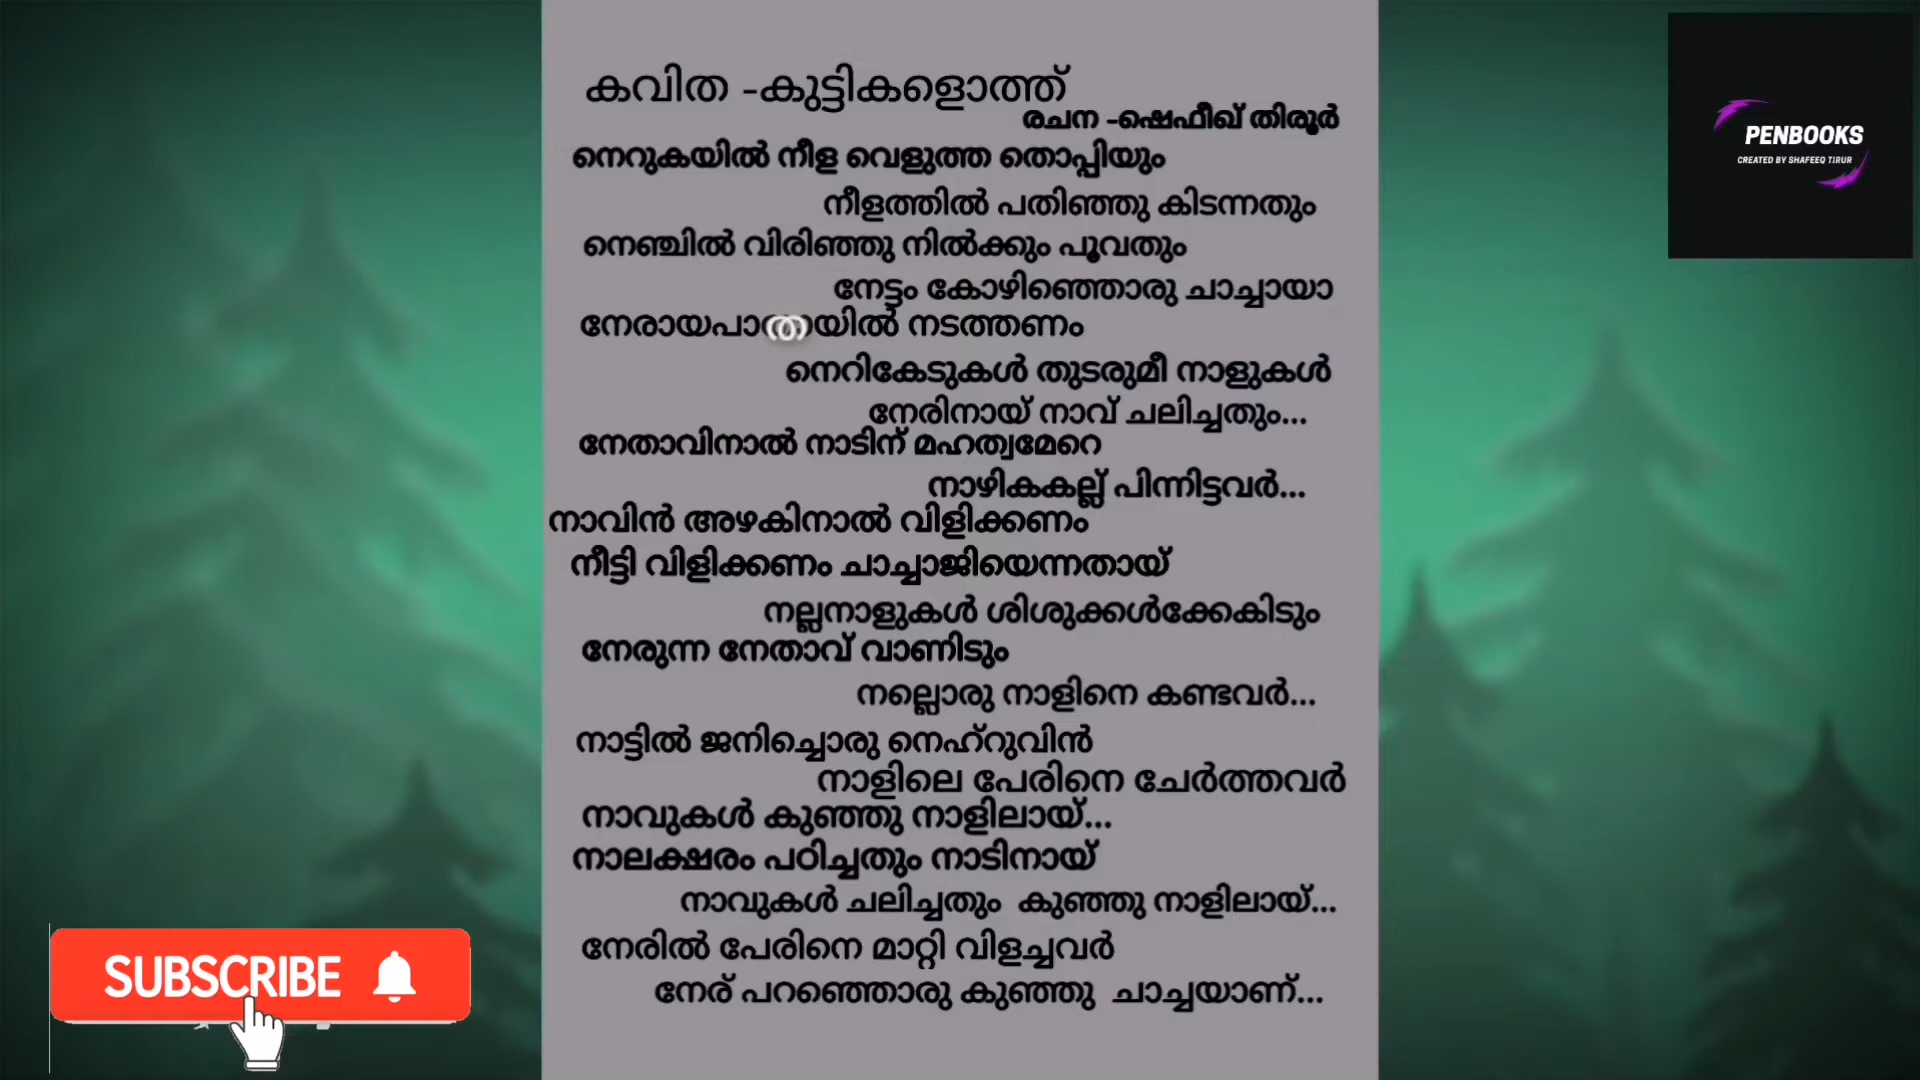 കവിത -കുട്ടികളൊത്ത്
രചന -ഷെഫീഖ് തിരൂർ
നെറുകയിൽ നീള വെളുത്ത തൊപ്പിയും
നീളത്തിൽ പതിഞ്ഞു കിടന്നതും
നെഞ്ചിൽ വിരിഞ്ഞു നിൽക്കും പൂവതും
നേട്ടം കോഴിഞ്ഞൊരു ചാച്ചായാ
നേരായപാതയിൽ നടത്തണം
നെറികേടുകൾ തുടരുമീ നാളുകൾ
നേരിനായ് നാവ് ചലിച്ചതും...
നേതാവിനാൽ നാടിന് മഹത്വമേറെ
നാഴികകല്ല് പിന്നിട്ടവർ...
നാവിൻ അഴകിനാൽ വിളിക്കണം
നീട്ടി വിളിക്കണം ചാച്ചാജിയെന്നതായ്
നല്ലനാളുകൾ ശിശുക്കൾക്കേകിടും
നേരുന്ന നേതാവ് വാണിടും
നല്ലൊരു നാളിനെ കണ്ടവർ...
നാട്ടിൽ ജനിച്ചൊരു നെഹ്റുവിൻ
നാളിലെ പേരിനെ ചേർത്തവർ
നാവുകൾ കുഞ്ഞു നാളിലായ്...
നാലക്ഷരം പഠിച്ചതും നാടിനായ്
നാവുകൾ ചലിച്ചതും കുഞ്ഞു നാളിലായ്...
നേരിൽ പേരിനെ മാറ്റി വിളച്ചവർ
നേര് പറഞ്ഞൊരു കുഞ്ഞു ചാച്ചയാണ്...
PENBOOKS
CREATED BY SHAFEEQ TIRUR
SUBSCRIBE